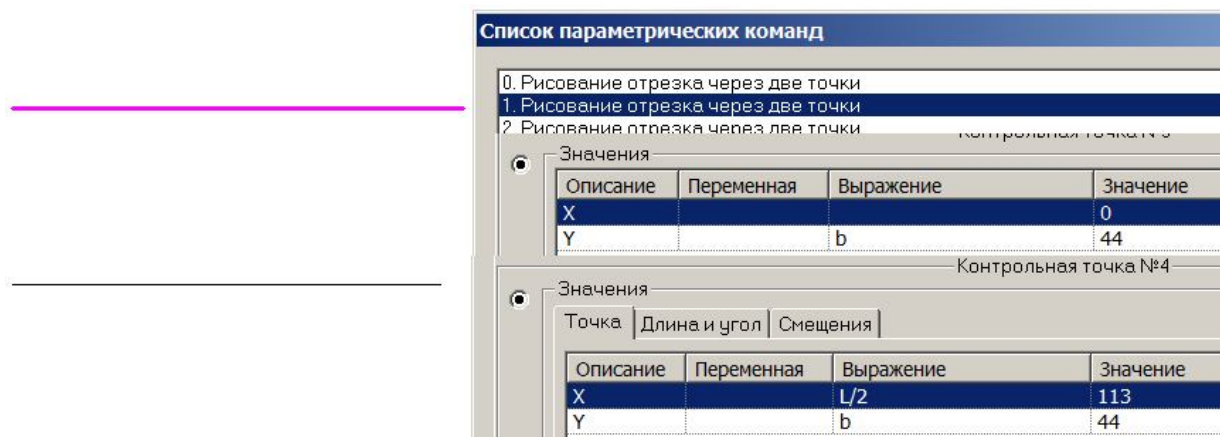 Список параметрических команд
0. Рисование отрезка через две точки
1. Рисование отрезка через две точки
2. Рисование отрезка через две точки
Значения
Описание Переменная Выражение Значение
X 0
Y b 44
Контрольная точка №4
Значения
Точка Длина и угол Смещения
Описание Переменная Выражение Значение
X L/2 113
Y b 44